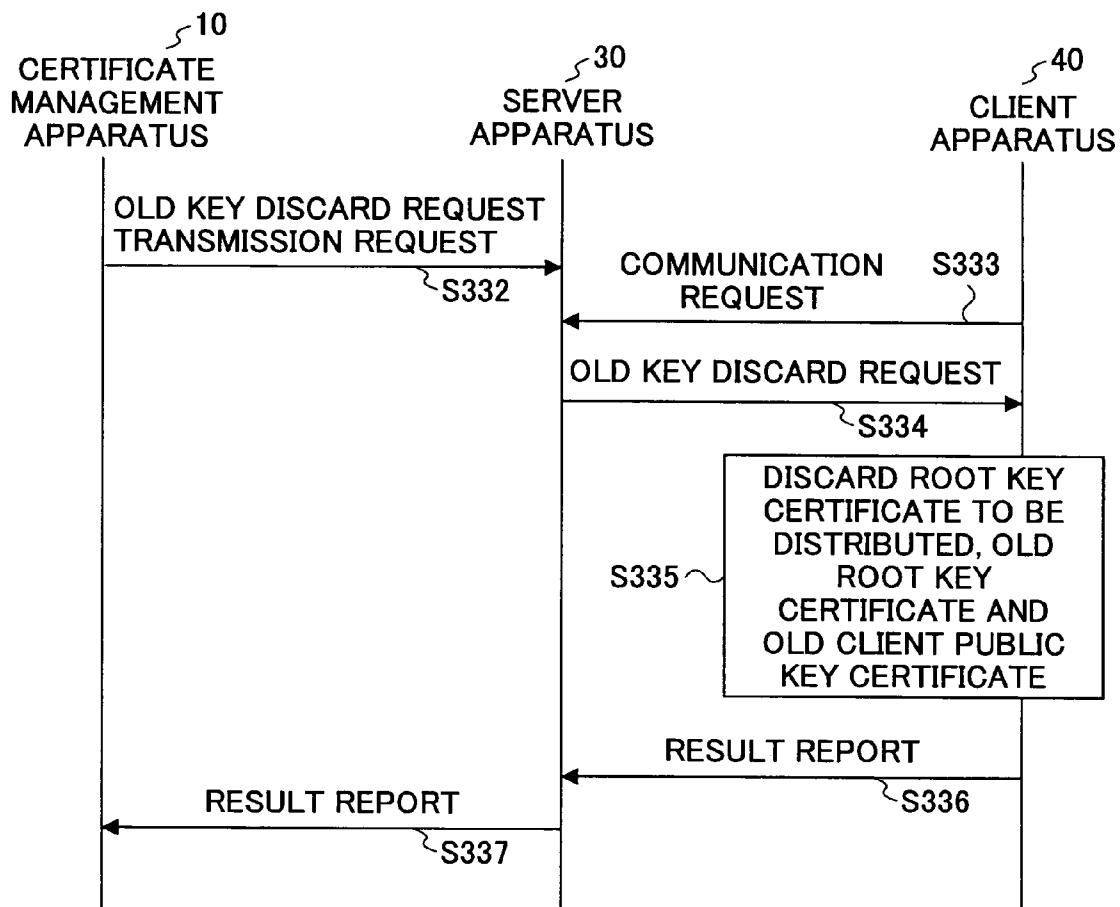 10
CERTIFICATE
MANAGEMENT
APPARATUS
30
SERVER
APPARATUS
40
CLIENT
APPARATUS
OLD KEY DISCARD REQUEST
TRANSMISSION REQUEST
S332
COMMUNICATION
REQUEST
S333
OLD KEY DISCARD REQUEST
S334
DISCARD ROOT KEY
CERTIFICATE TO BE
DISTRIBUTED, OLD
ROOT KEY
CERTIFICATE AND
OLD CLIENT PUBLIC
KEY CERTIFICATE
S335
RESULT REPORT
S336
RESULT REPORT
S337